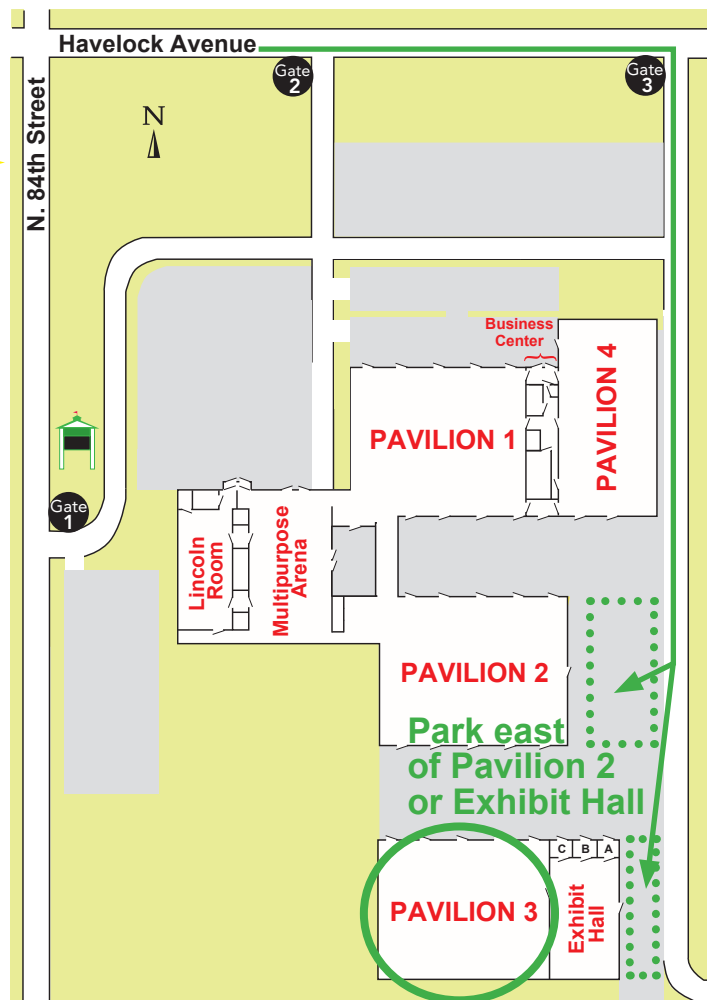 Havelock Avenue
Gate
2
Gate
3
N. 84th Street
N
Business
Center
PAVILION 4
PAVILION 1
Gate
1
Lincoln
Room
Multipurpose
Arena
PAVILION 2
Park east
of Pavilion 2
or Exhibit Hall
C B A
PAVILION 3
Exhibit
Hall